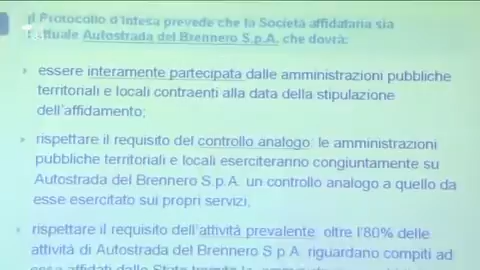 Il Protocollo d'Intesa prevede che la Società affidataria sia
l'attuale Autostrada del Brennero S.p.A. che dovrà:
essere interamente partecipata dalle amministrazioni pubbliche
territoriali e locali contraenti alla data della stipulazione
dell'affidamento;
rispettare il requisito del controllo analogo: le amministrazioni
pubbliche territoriali e locali eserciteranno congiuntamente su
Autostrada del Brennero S.p.A. un controllo analogo a quello da
esse esercitato sui propri servizi,
rispettare il requisito dell'attività prevalente: oltre l'80% delle
attività di Autostrada del Brennero S.p.A. riguardano compiti ad